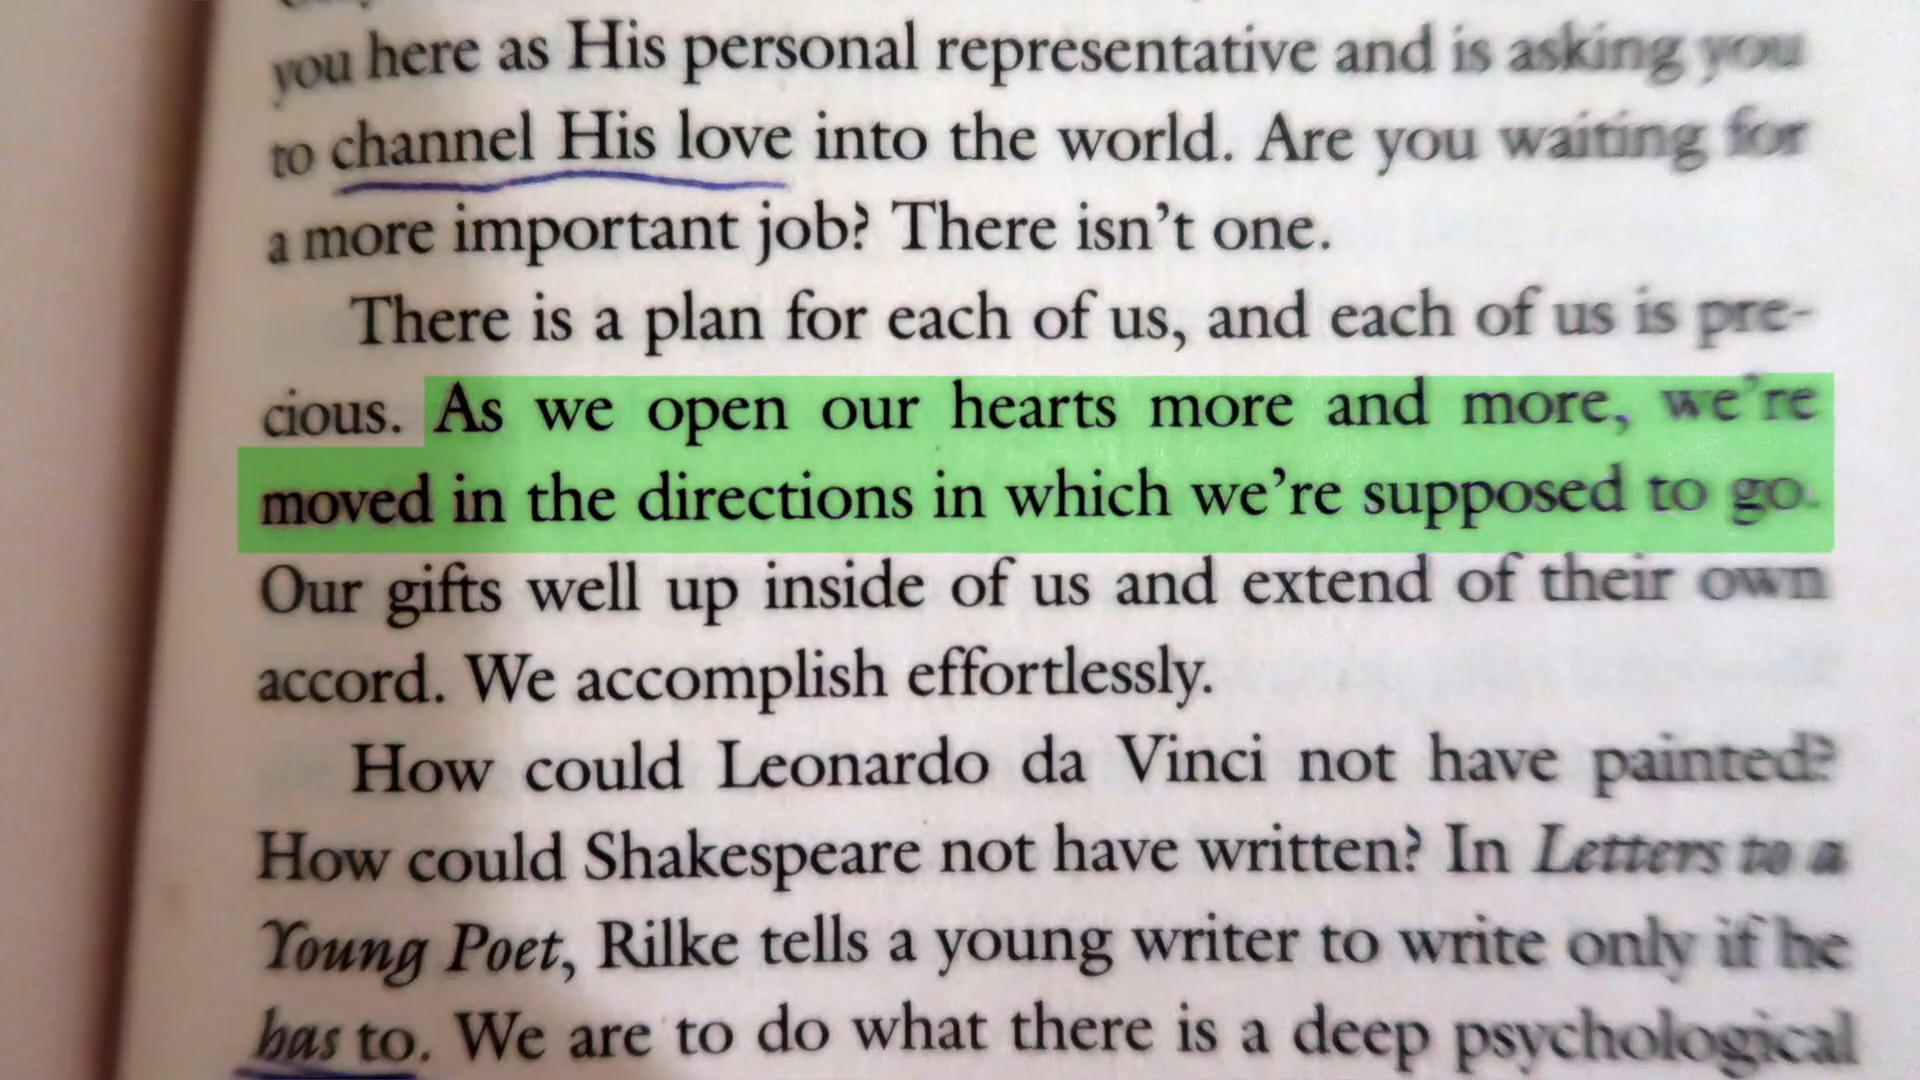 you here as His personal representative and is asking you
to channel His love into the world. Are you waiting for
a more important job? There isn't one.
There is a plan for each of us, and each of us is pre-
cious. As we open our hearts more and more, we're
moved in the directions in which we're supposed to go.
Our gifts well up inside of us and extend of their own
accord. We accomplish effortlessly.
How could Leonardo da Vinci not have painted?
How could Shakespeare not have written? In Letters to a
Young Poet, Rilke tells a young writer to write only if he
has to. We are to do what there is a deep psychological